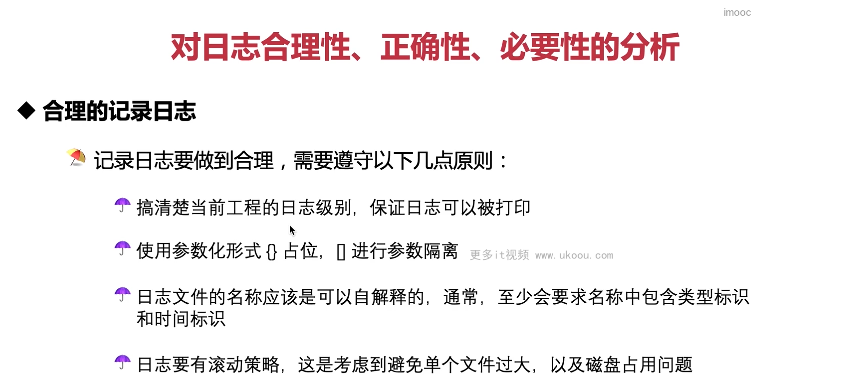 imooc
对日志合理性、正确性、必要性的分析
合理的记录日志
记录日志要做到合理，需要遵守以下几点原则：
搞清楚当前工程的日志级别，保证日志可以被打印
使用参数化形式 {} 占位，[] 进行参数隔离
更多it视频 www.ukoou.com
日志文件的名称应该是可以自解释的，通常，至少会要求名称中包含类型标识
和时间标识
日志要有滚动策略，这是考虑到避免单个文件过大，以及磁盘占用问题